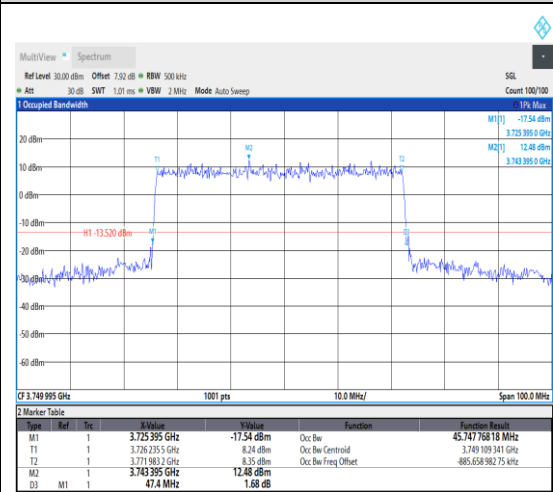 MultiView Spectrum
Ref Level 30.00 dBm Offset 7.92 dB RBW 500 kHz SGL
Att 30 dB SWT 1.01 ms VBW 2 MHz Mode Auto Sweep Count 100/100
1 Occupied Bandwidth 1Pk Max
M1[1] -17.54 dBm
3.725 395 0 GHz
M2[1] 12.48 dBm
3.743 395 0 GHz
20 dBm
M2
T1 T2
10 dBm
0 dBm
-10 dBm
H1 -13.520 dBm M1
-20 dBm
-30 dBm
-40 dBm
-50 dBm
-60 dBm
CF 3.749 995 GHz 1001 pts 10.0 MHz/ Span 100.0 MHz
2 Marker Table
Type Ref Trc X-Value Y-Value Function Function Result
M1 1 3.725 395 GHz -17.54 dBm Occ Bw 45.747 768 18 MHz
T1 1 3.726 235 5 GHz 8.24 dBm Occ Bw Centroid 3.749 109 341 GHz
T2 1 3.771 983 2 GHz 8.35 dBm Occ Bw Freq Offset -885.658 982 75 kHz
M2 1 3.743 395 GHz 12.48 dBm
D3 M1 1 47.4 MHz 1.68 dB